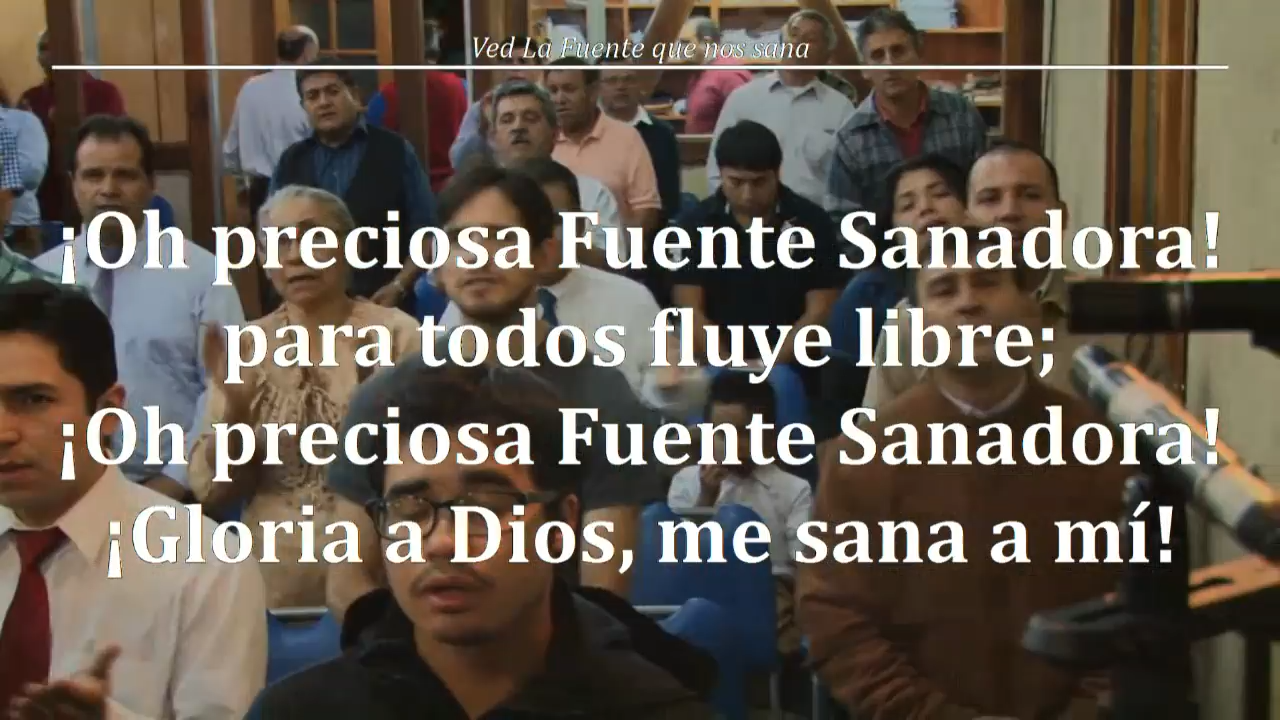 Ved La Fuente que nos sana
¡Oh preciosa Fuente Sanadora!
para todos fluye libre;
¡Oh preciosa Fuente Sanadora!
¡Gloria a Dios, me sana a mí!